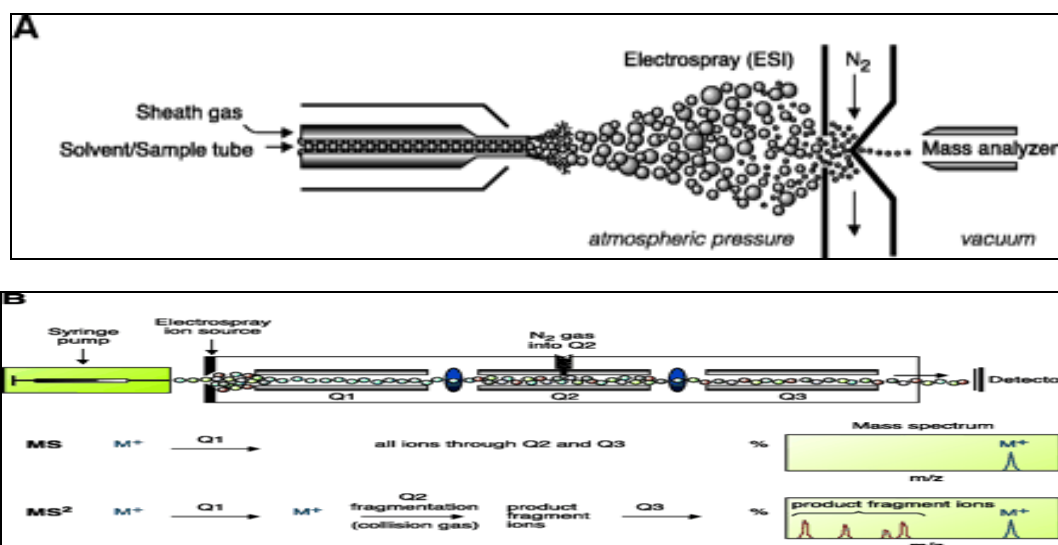 A
Electrospray (ESI)
N2
Sheath gas
Solvent/Sample tube
Mass analyzer
atmospheric pressure
vacuum
B
Syringe
pump
Electrospray
ion source
N2 gas
into Q2
Q1
Q2
Q3
Detecto
Mass spectrum
MS
M+
Q1
all ions through Q2 and Q3
%
M+
m/z
MS²
M+
Q1
M+
Q2
fragmentation
(collision gas)
product
fragment
ions
Q3
%
product fragment ions
M+